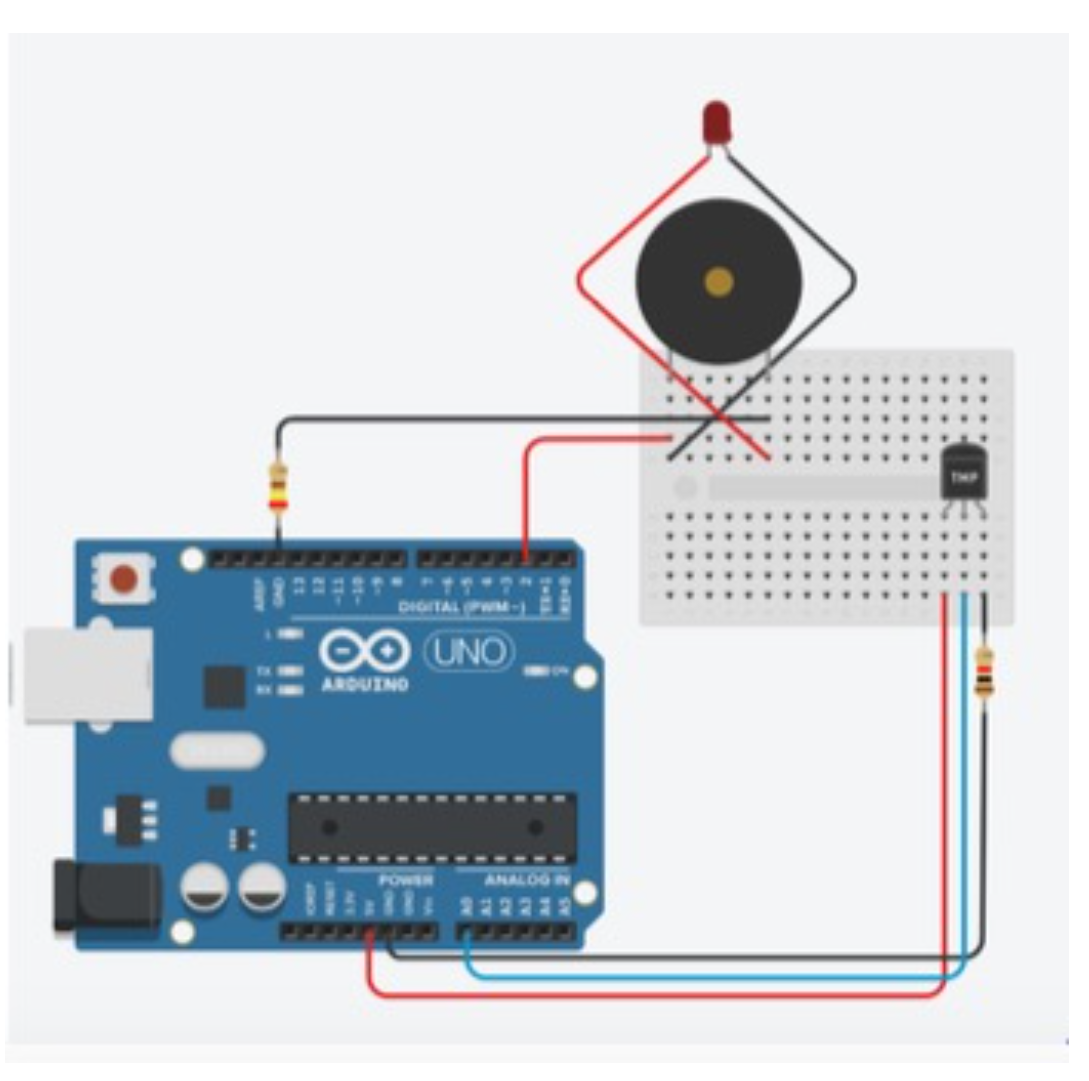 TMP
AREF GND 13 12 ~11 ~10 ~9 8 7 ~6 ~5 4 ~3 2 TX→1 RX←0
DIGITAL (PWM~)
L
TX
RX
UNO
ON
ARDUINO
POWER
ANALOG IN
IOREF RESET 3.3V 5V GND GND Vin A0 A1 A2 A3 A4 A5